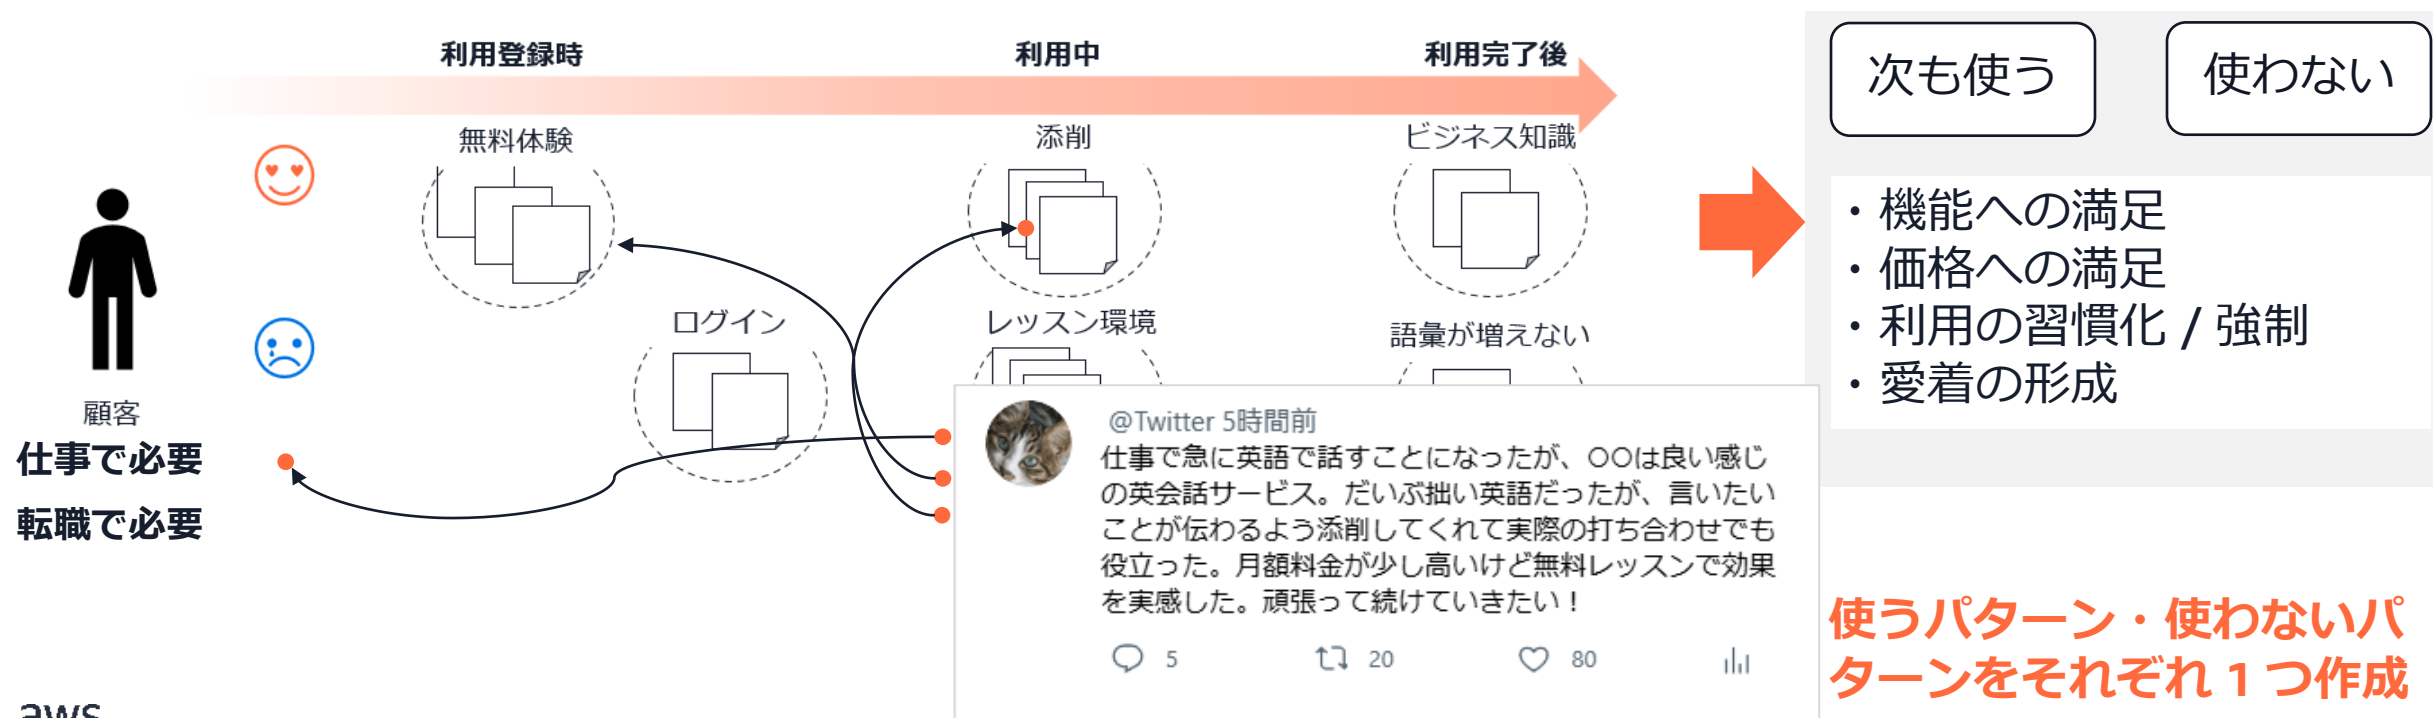 利用登録時
利用中
利用完了後
無料体験
添削
ビジネス知識
ログイン
レッスン環境
語彙が増えない
顧客
仕事で必要
転職で必要
@Twitter 5時間前
仕事で急に英語で話すことになったが、〇〇は良い感じ
の英会話サービス。だいぶ拙い英語だったが、言いたい
ことが伝わるよう添削してくれて実際の打ち合わせでも
役立った。月額料金が少し高いけど無料レッスンで効果
を実感した。頑張って続けていきたい！
5
20
80
次も使う
使わない
・機能への満足
・価格への満足
・利用の習慣化 / 強制
・愛着の形成
使うパターン・使わないパ
ターンをそれぞれ１つ作成
aws